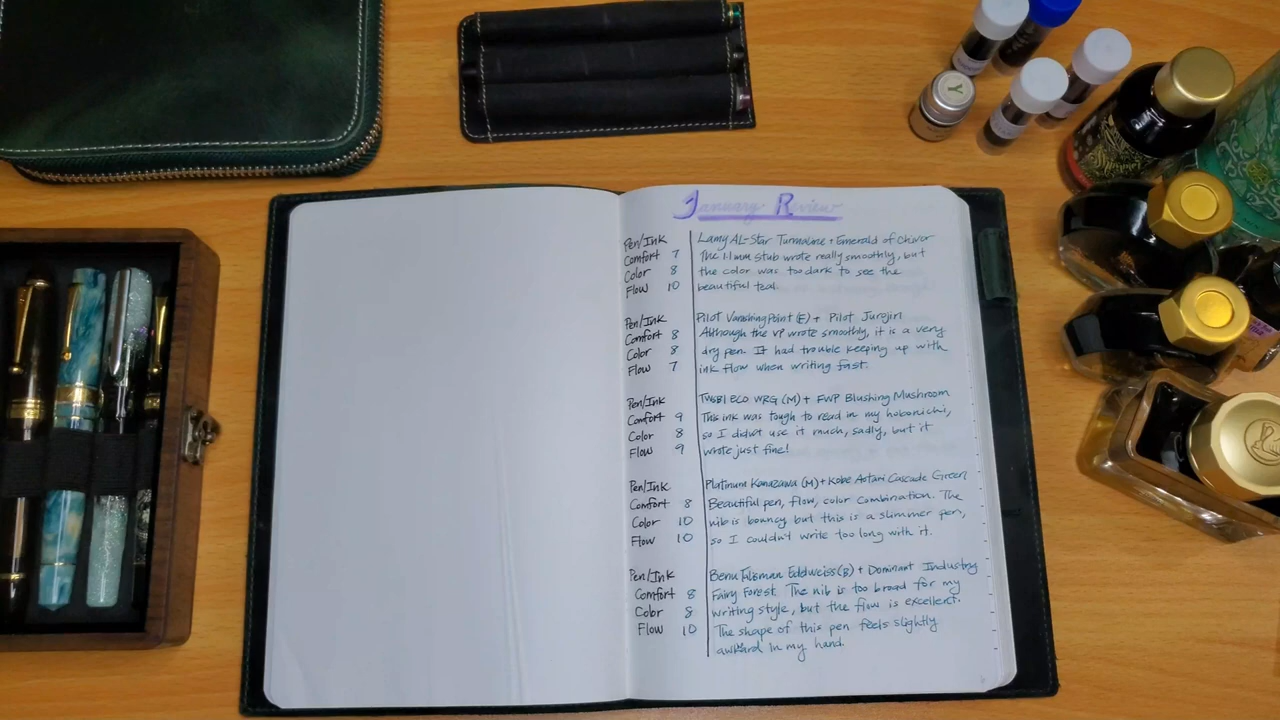 January Review
Pen/Ink
Comfort 7
Color 8
Flow 10
Lamy AL-Star Turmaline + Emerald of Chivor
The 1.1mm stub wrote really smoothly, but
the color was too dark to see the
beautiful teal.
Pen/Ink
Comfort 8
Color 8
Flow 7
Pilot Vanishing Point (F) + Pilot Jurojin
Although the VP wrote smoothly, it is a very
dry pen. It had trouble keeping up with
ink flow when writing fast.
Pen/Ink
Comfort 9
Color 8
Flow 9
TWSBI ECO WRG (M) + FWP Blushing Mushroom
This ink was tough to read in my hobonichi,
so I didn't use it much, sadly, but it
wrote just fine!
Pen/Ink
Comfort 8
Color 10
Flow 10
Platinum Kanazawa (M) + Kobe Aotani Cascade Green
Beautiful pen, flow, color combination. The
nib is bouncy but this is a slimmer pen,
so I couldn't write too long with it.
Pen/Ink
Comfort 8
Color 8
Flow 10
Benu Talisman Edelweiss (B) + Dominant Industry
Fairy Forest. The nib is too broad for my
writing style, but the flow is excellent.
The shape of this pen feels slightly
awkard in my hand.
Y